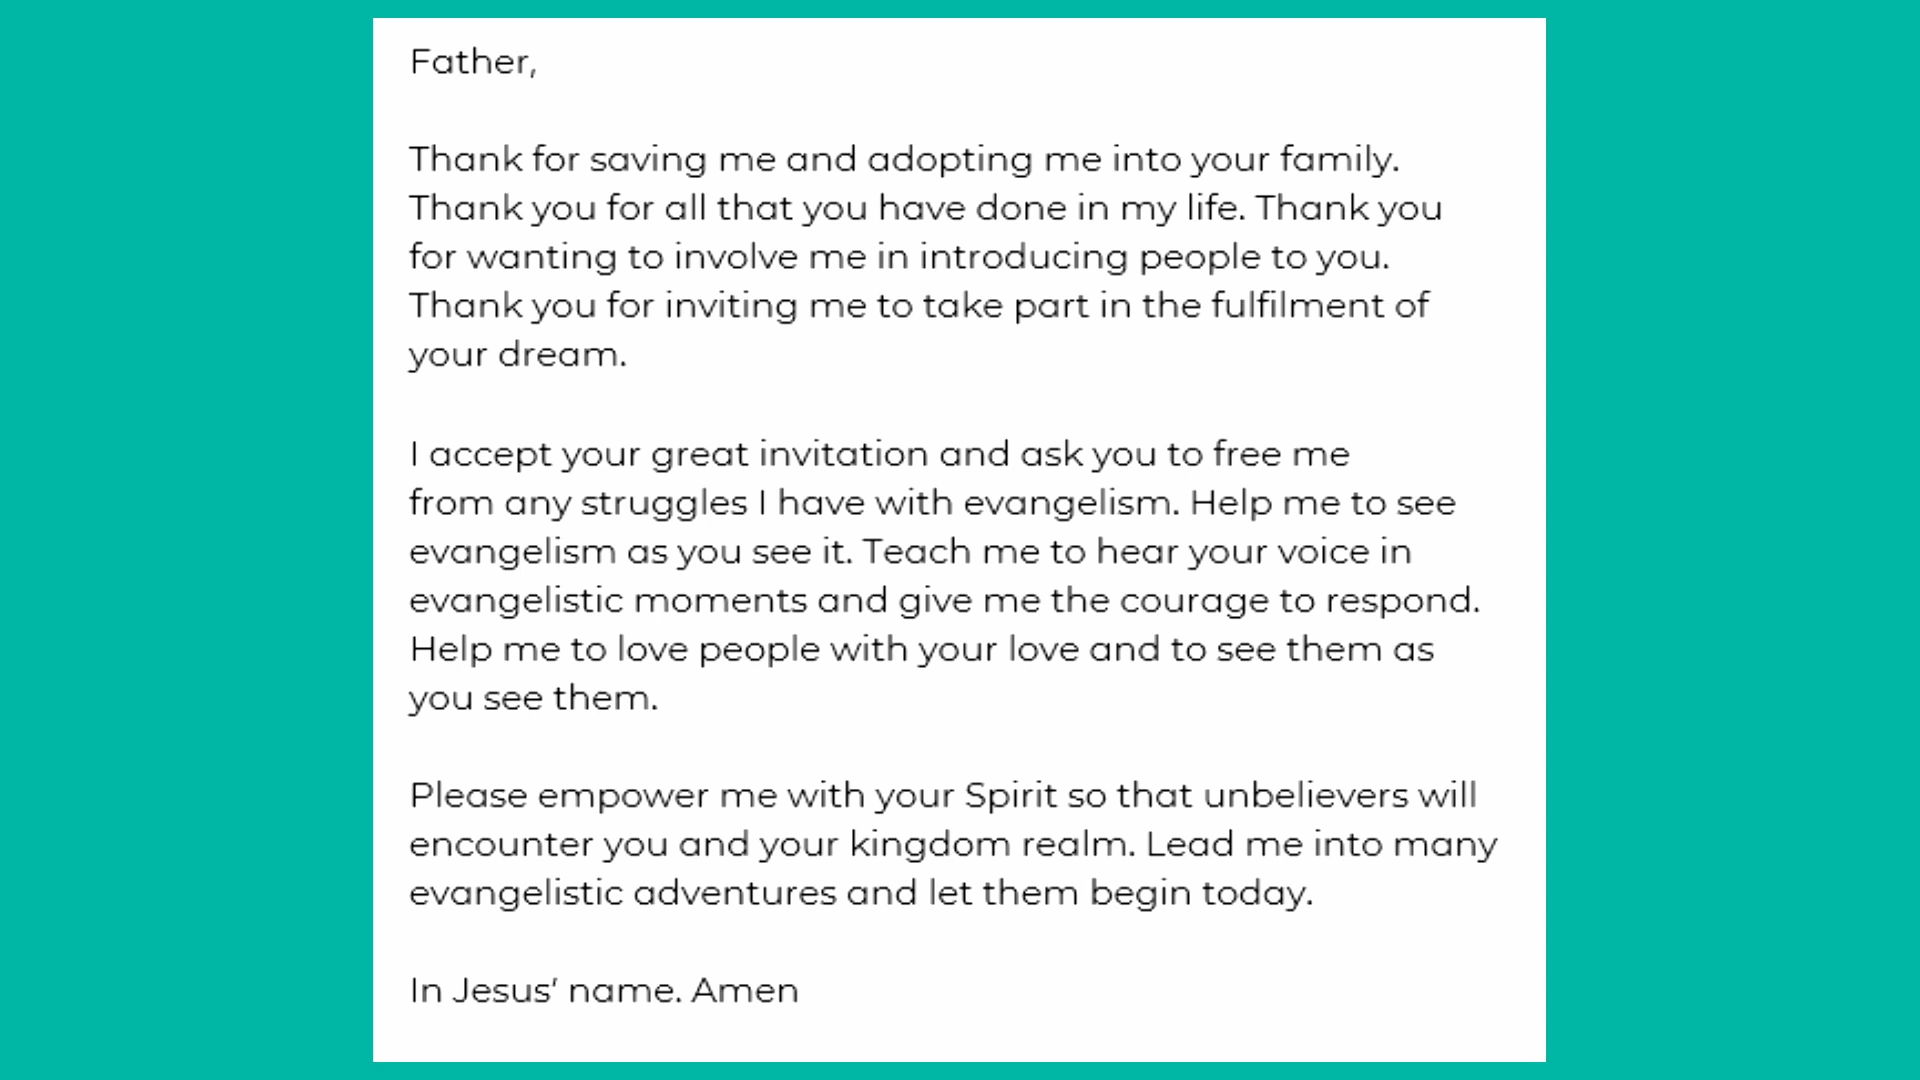 Father,
Thank for saving me and adopting me into your family.
Thank you for all that you have done in my life. Thank you
for wanting to involve me in introducing people to you.
Thank you for inviting me to take part in the fulfilment of
your dream.
I accept your great invitation and ask you to free me
from any struggles I have with evangelism. Help me to see
evangelism as you see it. Teach me to hear your voice in
evangelistic moments and give me the courage to respond.
Help me to love people with your love and to see them as
you see them.
Please empower me with your Spirit so that unbelievers will
encounter you and your kingdom realm. Lead me into many
evangelistic adventures and let them begin today.
In Jesus’ name. Amen